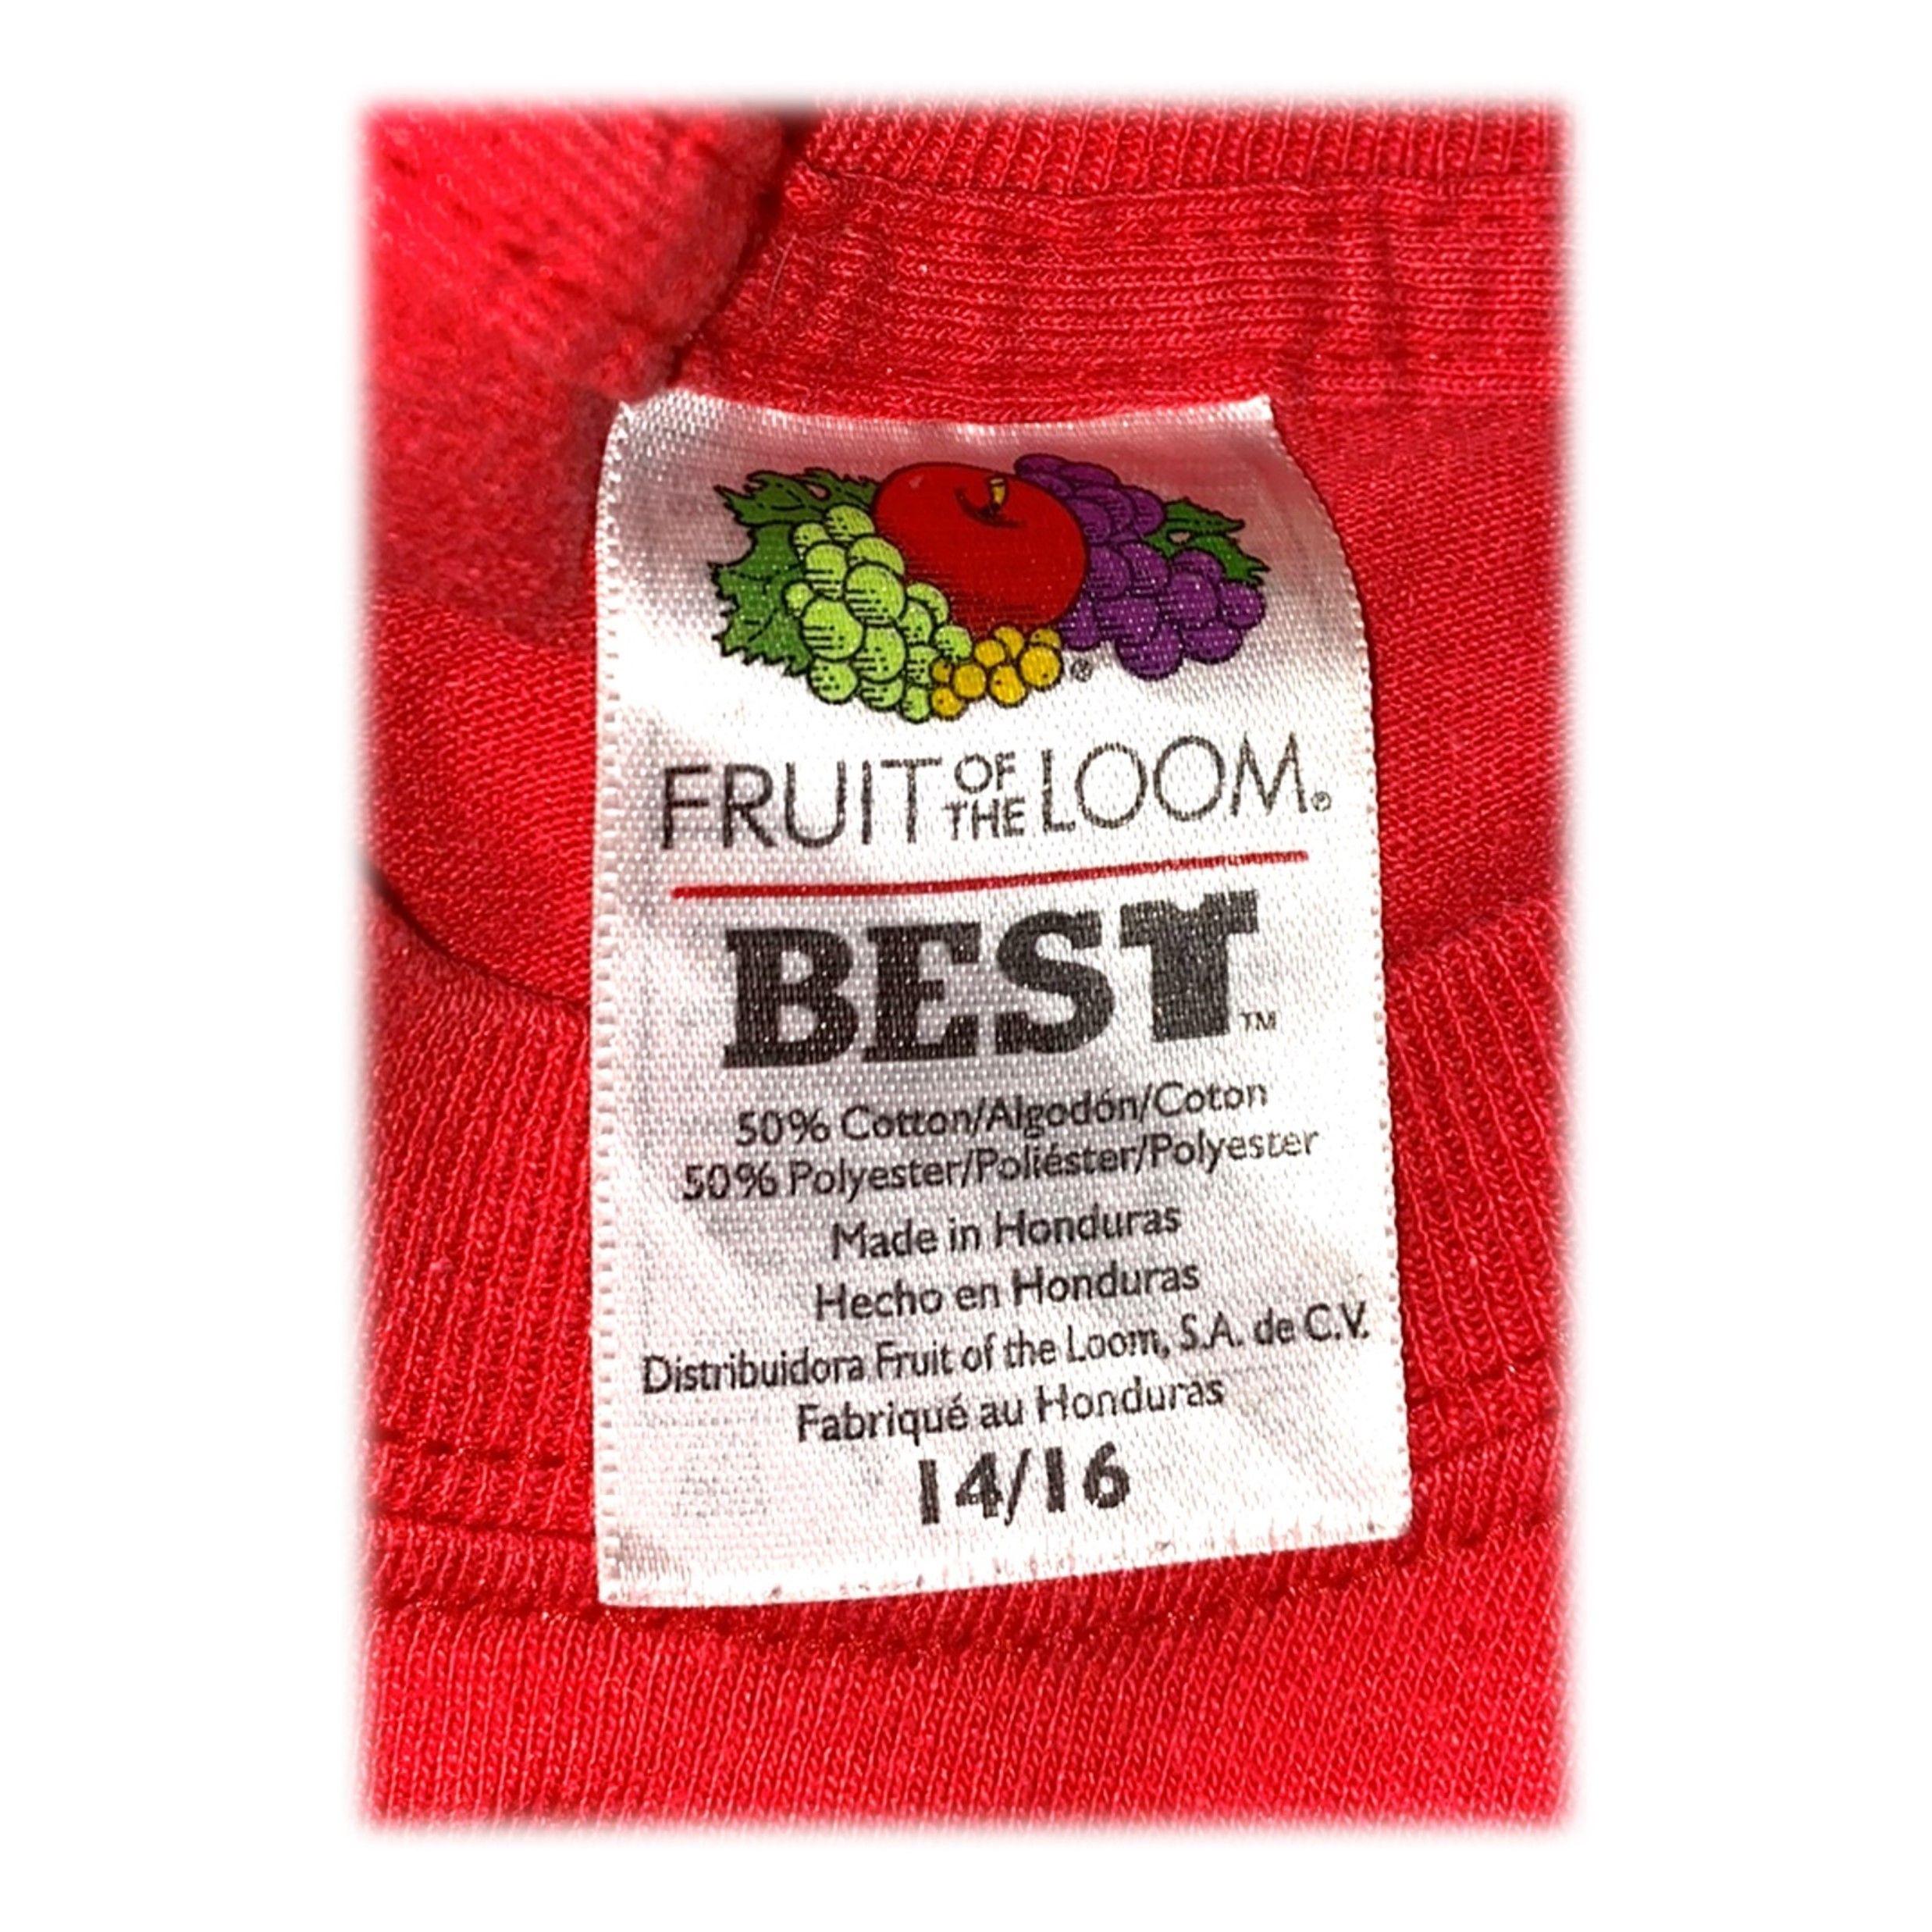 FRUIT OF THE LOOM®
BEST™
50% Cotton/Algodón/Coton
50% Polyester/Poliéster/Polyester
Made in Honduras
Hecho en Honduras
Distribuidora Fruit of the Loom, S.A. de C.V.
Fabriqué au Honduras
14/16